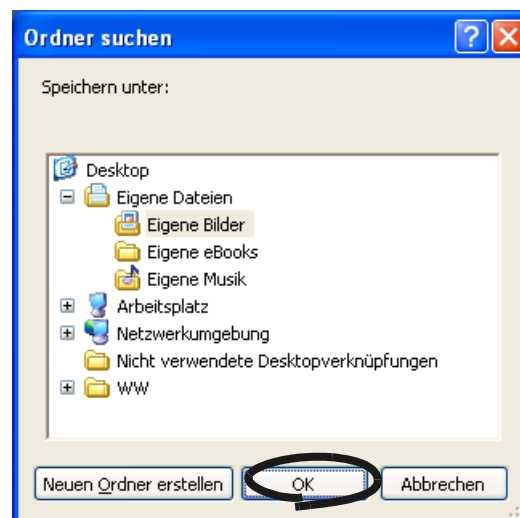 Ordner suchen
Speichern unter:
Desktop
Eigene Dateien
Eigene Bilder
Eigene eBooks
Eigene Musik
Arbeitsplatz
Netzwerkumgebung
Nicht verwendete Desktopverknüpfungen
WW
Neuen Ordner erstellen OK Abbrechen